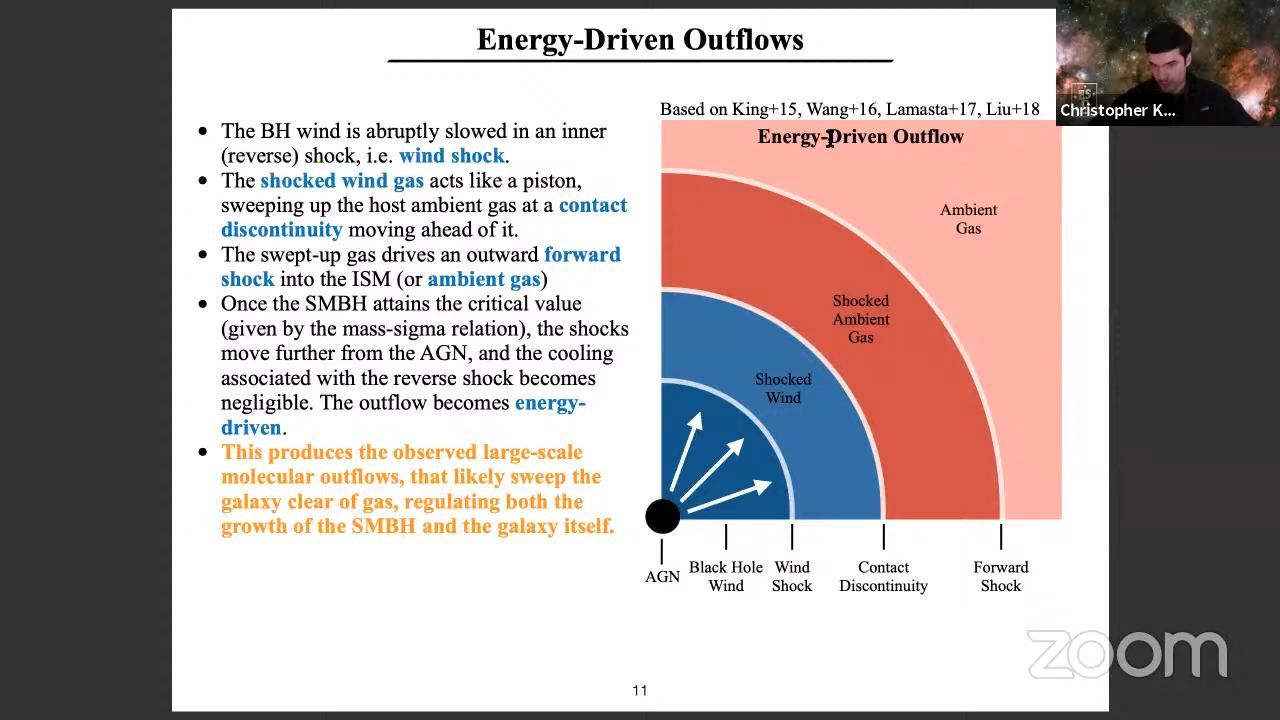 Energy-Driven Outflows
Christopher K...
Based on King+15, Wang+16, Lamasta+17, Liu+18
Energy-Driven Outflow
• The BH wind is abruptly slowed in an inner
(reverse) shock, i.e. wind shock.
• The shocked wind gas acts like a piston,
sweeping up the host ambient gas at a contact
discontinuity moving ahead of it.
• The swept-up gas drives an outward forward
shock into the ISM (or ambient gas)
• Once the SMBH attains the critical value
(given by the mass-sigma relation), the shocks
move further from the AGN, and the cooling
associated with the reverse shock becomes
negligible. The outflow becomes energy-
driven.
• This produces the observed large-scale
molecular outflows, that likely sweep the
galaxy clear of gas, regulating both the
growth of the SMBH and the galaxy itself.
Ambient
Gas
Shocked
Ambient
Gas
Shocked
Wind
AGN
Black Hole
Wind
Wind
Shock
Contact
Discontinuity
Forward
Shock
zoom
11